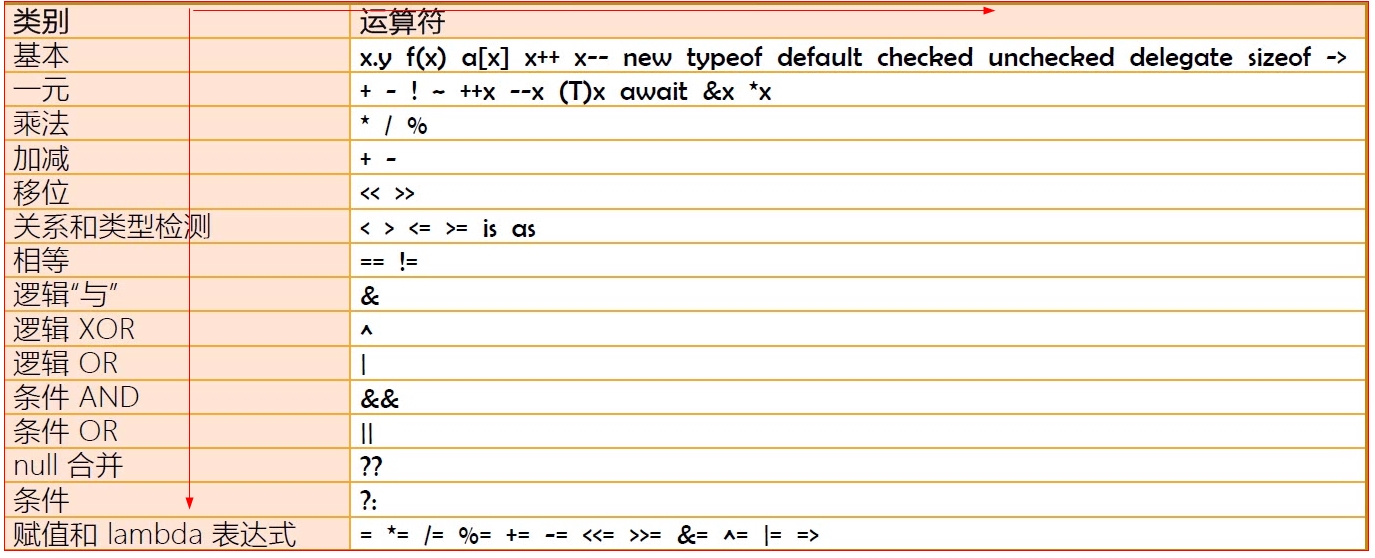 类别 运算符
基本 x.y f(x) a[x] x++ x-- new typeof default checked unchecked delegate sizeof ->
一元 + - ! ~ ++x --x (T)x await &x *x
乘法 * / %
加减 + -
移位 << >>
关系和类型检测 < > <= >= is as
相等 == !=
逻辑“与” &
逻辑 XOR ^
逻辑 OR |
条件 AND &&
条件 OR ||
null 合并 ??
条件 ?:
赋值和 lambda 表达式 = *= /= %= += -= <<= >>= &= ^= |= =>